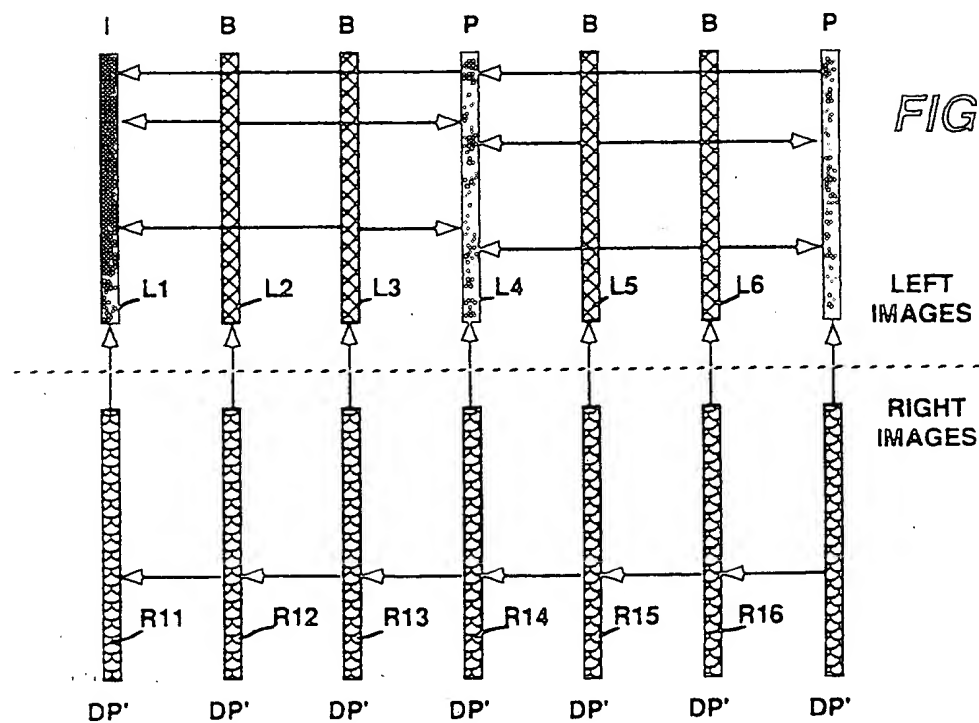 I B B P B B P
FIG
L1 L2 L3 L4 L5 L6
LEFT
IMAGES
RIGHT
IMAGES
R11 R12 R13 R14 R15 R16
DP' DP' DP' DP' DP' DP' DP'